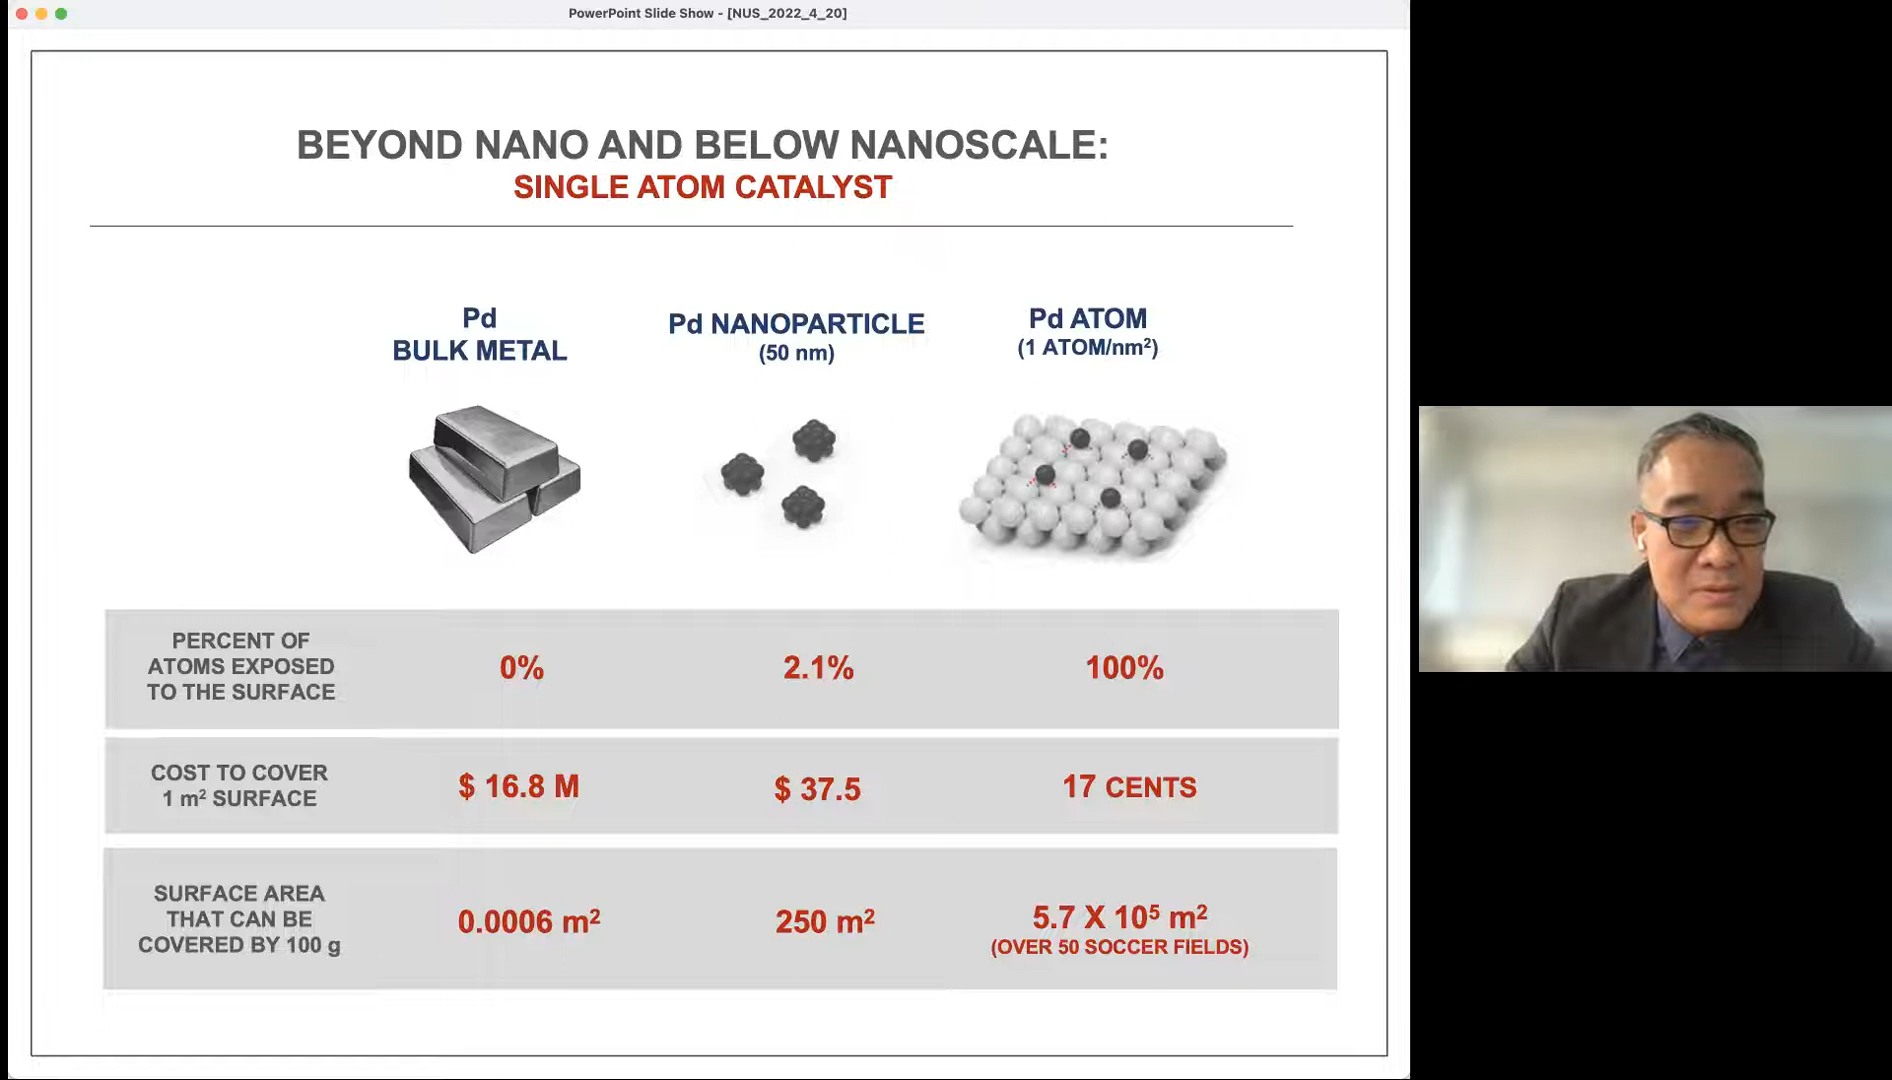 PowerPoint Slide Show - [NUS_2022_4_20]
BEYOND NANO AND BELOW NANOSCALE:
SINGLE ATOM CATALYST
Pd
BULK METAL
Pd NANOPARTICLE
(50 nm)
Pd ATOM
(1 ATOM/nm²)
PERCENT OF
ATOMS EXPOSED
TO THE SURFACE
0%
2.1%
100%
COST TO COVER
1 m² SURFACE
$ 16.8 M
$ 37.5
17 CENTS
SURFACE AREA
THAT CAN BE
COVERED BY 100 g
0.0006 m²
250 m²
5.7 X 10⁵ m²
(OVER 50 SOCCER FIELDS)